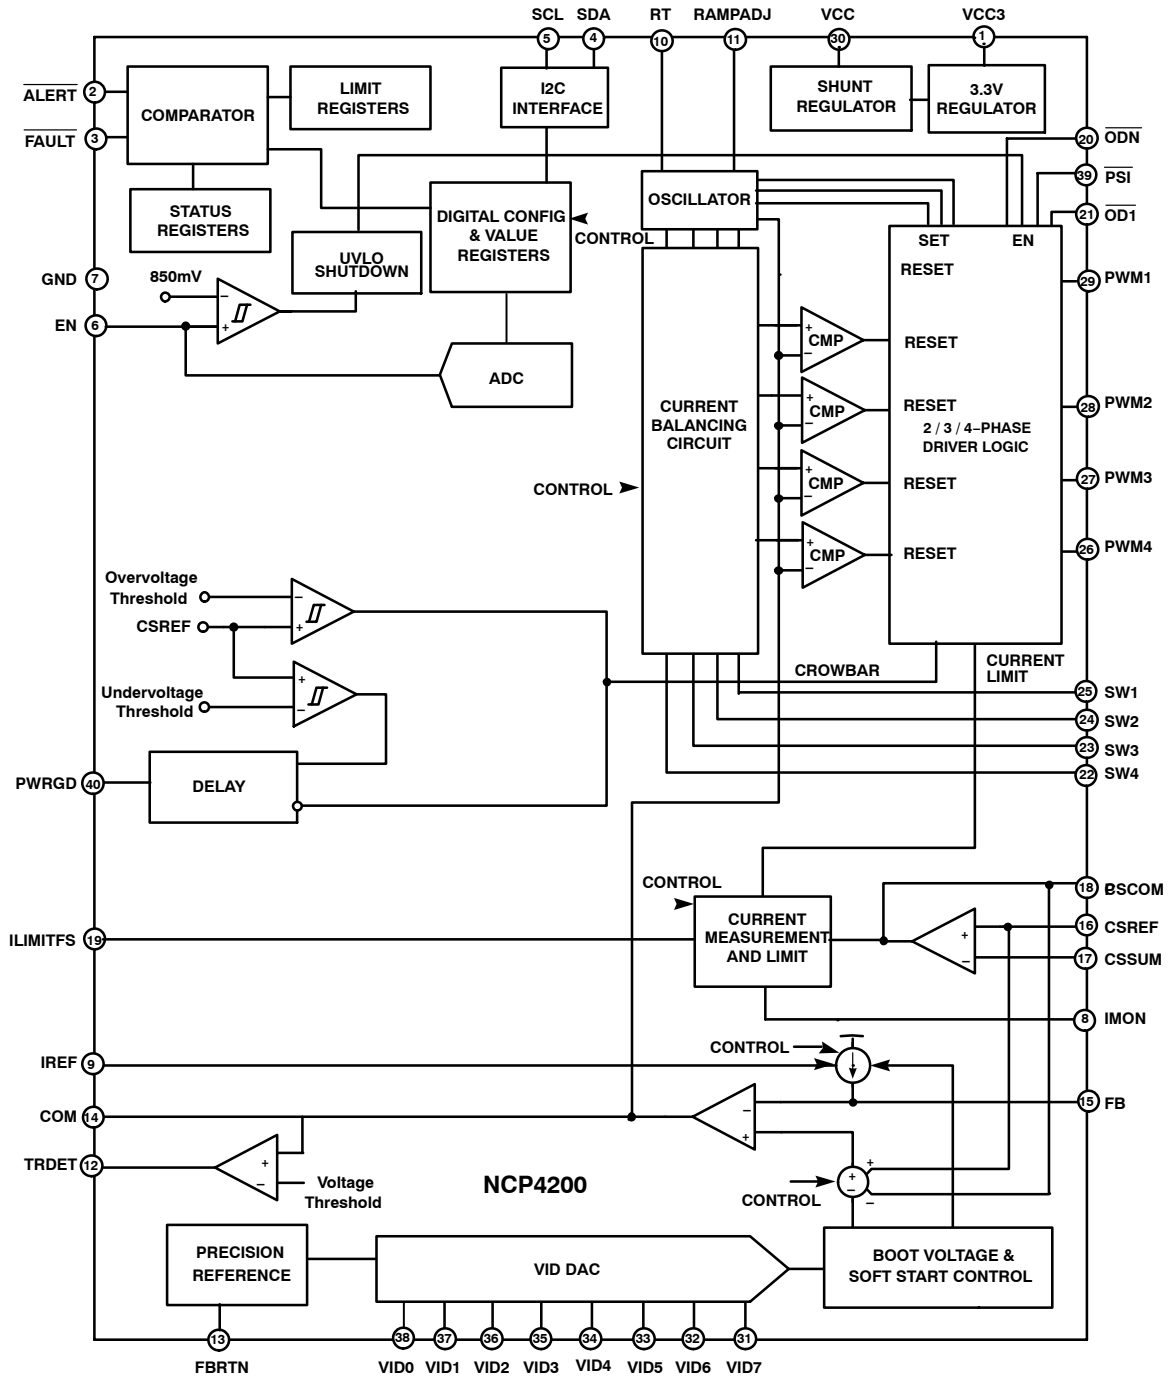 SCL SDA RT RAMPADJ VCC VCC3
5 4 10 11 30 1
ALERT 2
FAULT 3
COMPARATOR
LIMIT
REGISTERS
I2C
INTERFACE
SHUNT
REGULATOR
3.3V
REGULATOR
20 ODN
39 PSI
21 OD1
STATUS
REGISTERS
DIGITAL CONFIG
& VALUE
REGISTERS
CONTROL
OSCILLATOR
SET EN
RESET
UVLO
SHUTDOWN
GND 7
850mV
EN 6
− +
ADC
29 PWM1
+ − CMP
RESET
28 PWM2
+ − CMP
RESET
2 / 3 / 4−PHASE
DRIVER LOGIC
CURRENT
BALANCING
CIRCUIT
CONTROL
27 PWM3
+ − CMP
RESET
26 PWM4
+ − CMP
RESET
Overvoltage
Threshold
CSREF
− +
Undervoltage
Threshold
+ −
CROWBAR
CURRENT
LIMIT
25 SW1
24 SW2
23 SW3
22 SW4
PWRGD 40
DELAY
CONTROL
CURRENT
MEASUREMENT
AND LIMIT
ILIMITFS 19
+ −
18
16 CSREF
17 CSSUM
8 IMON
IREF 9
CONTROL
COM 14
− +
15 FB
TRDET 12
+ −
Voltage
Threshold
NCP4200
CONTROL
+ −
+ −
PRECISION
REFERENCE
VID DAC
BOOT VOLTAGE &
SOFT START CONTROL
13 38 37 36 35 34 33 32 31
FBRTN VID0 VID1 VID2 VID3 VID4 VID5 VID6 VID7